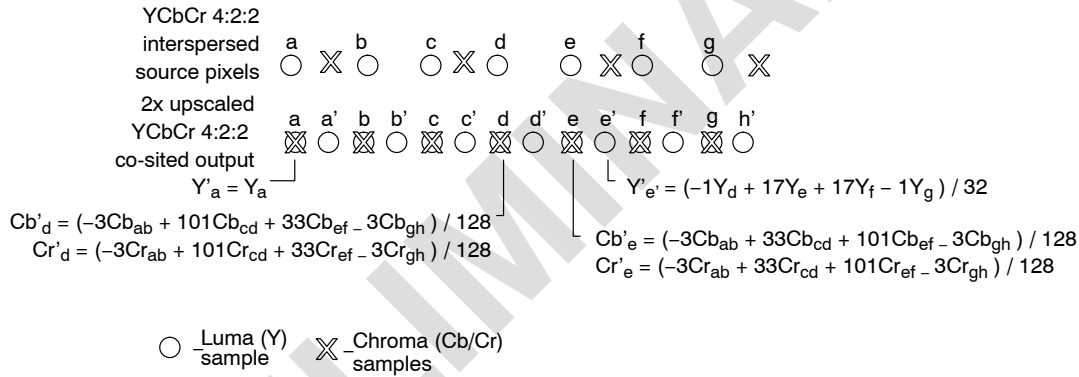 YCbCr 4:2:2
interspersed
source pixels
a b c d e f g
2x upscaled
YCbCr 4:2:2
co-sited output
a a' b b' c c' d d' e e' f f' g h'
Y'a = Ya
Y'e' = (–1Yd + 17Ye + 17Yf – 1Yg) / 32
Cb'd = (–3Cbab + 101Cbcd + 33Cbef – 3Cbgh ) / 128
Cr'd = (–3Crab + 101Crcd + 33Cref – 3Crgh ) / 128
Cb'e = (–3Cbab + 33Cbcd + 101Cbef – 3Cbgh ) / 128
Cr'e = (–3Crab + 33Crcd + 101Cref – 3Crgh ) / 128
– Luma (Y)
sample
– Chroma (Cb/Cr)
samples